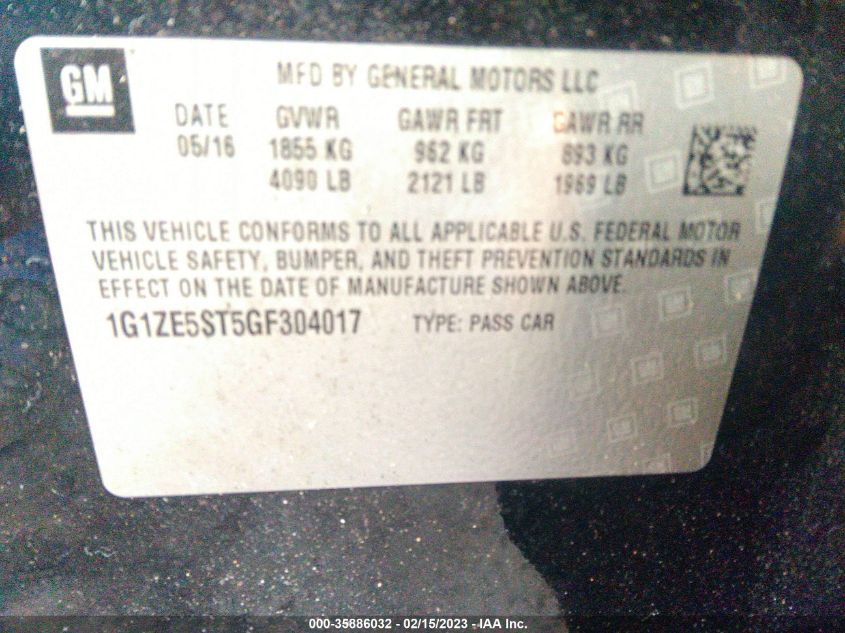 GM
MFD BY GENERAL MOTORS LLC
DATE GVWR GAWR FRT GAWR RR
05/16 1855 KG 962 KG 893 KG
4090 LB 2121 LB 1969 LB
THIS VEHICLE CONFORMS TO ALL APPLICABLE U.S. FEDERAL MOTOR
VEHICLE SAFETY, BUMPER, AND THEFT PREVENTION STANDARDS IN
EFFECT ON THE DATE OF MANUFACTURE SHOWN ABOVE.
1G1ZE5ST5GF304017 TYPE: PASS CAR
000-35886032 - 02/15/2023 - IAA Inc.